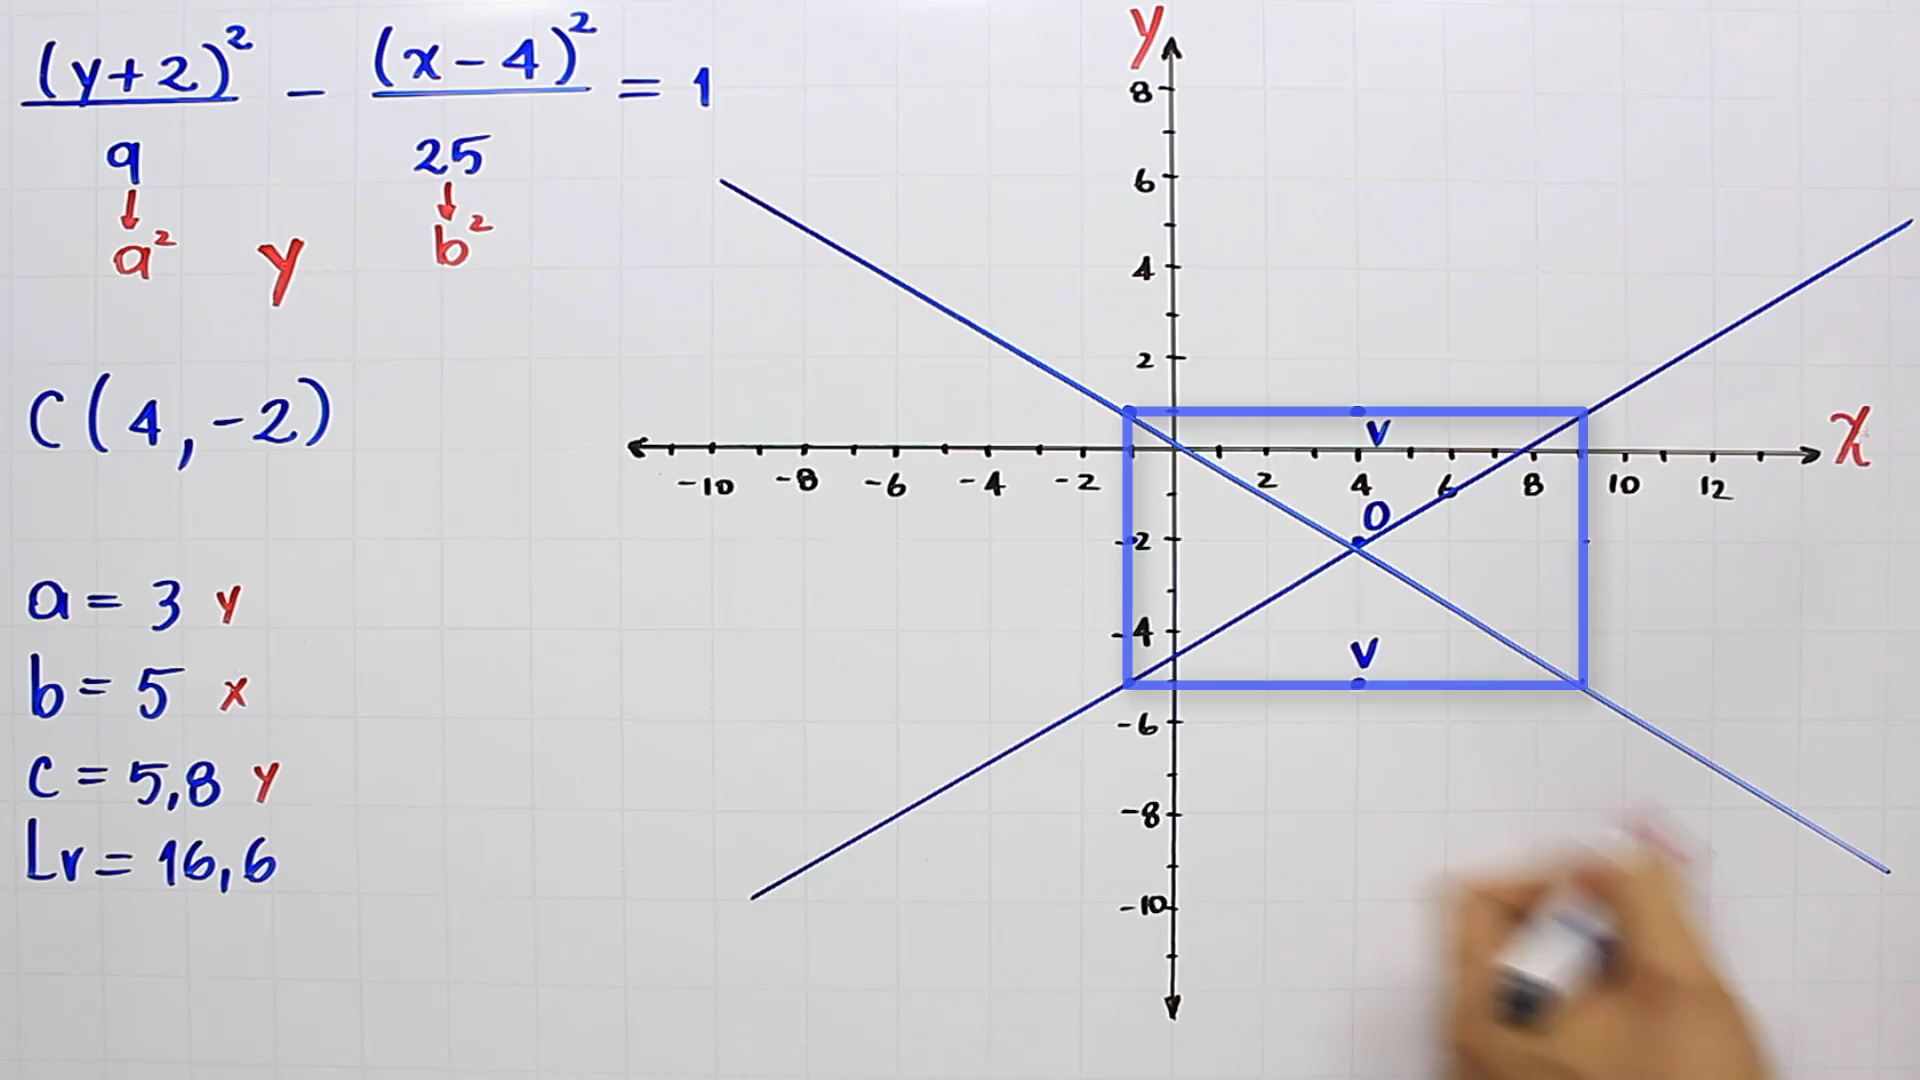 (y+2)² - (x-4)² = 1
9 25
↓ ↓
a² y b²
C(4,-2)
a = 3 y
b = 5 x
c = 5,8 y
Lr = 16,6
y
8
6
4
2
V
x
-10 -8 -6 -4 -2 2 4 6 8 10 12
O
-2
-4
V
-6
-8
-10